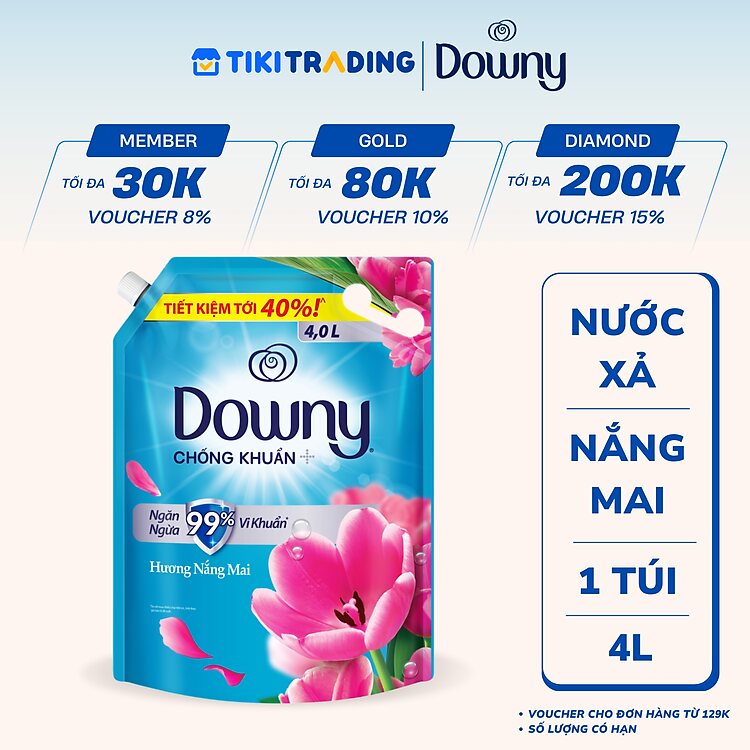 TIKITRADING | Downy
MEMBER
TỐI ĐA 30K
VOUCHER 8%
GOLD
TỐI ĐA 80K
VOUCHER 10%
DIAMOND
TỐI ĐA 200K
VOUCHER 15%
TIẾT KIỆM TỚI 40%!^
4,0 L
Downy®
CHỐNG KHUẨN+
Ngăn Ngừa 99% Vi Khuẩn*
Hương Nắng Mai
NƯỚC
XẢ
NẮNG
MAI
1 TÚI
4L
• VOUCHER CHO ĐƠN HÀNG TỪ 129K
• SỐ LƯỢNG CÓ HẠN